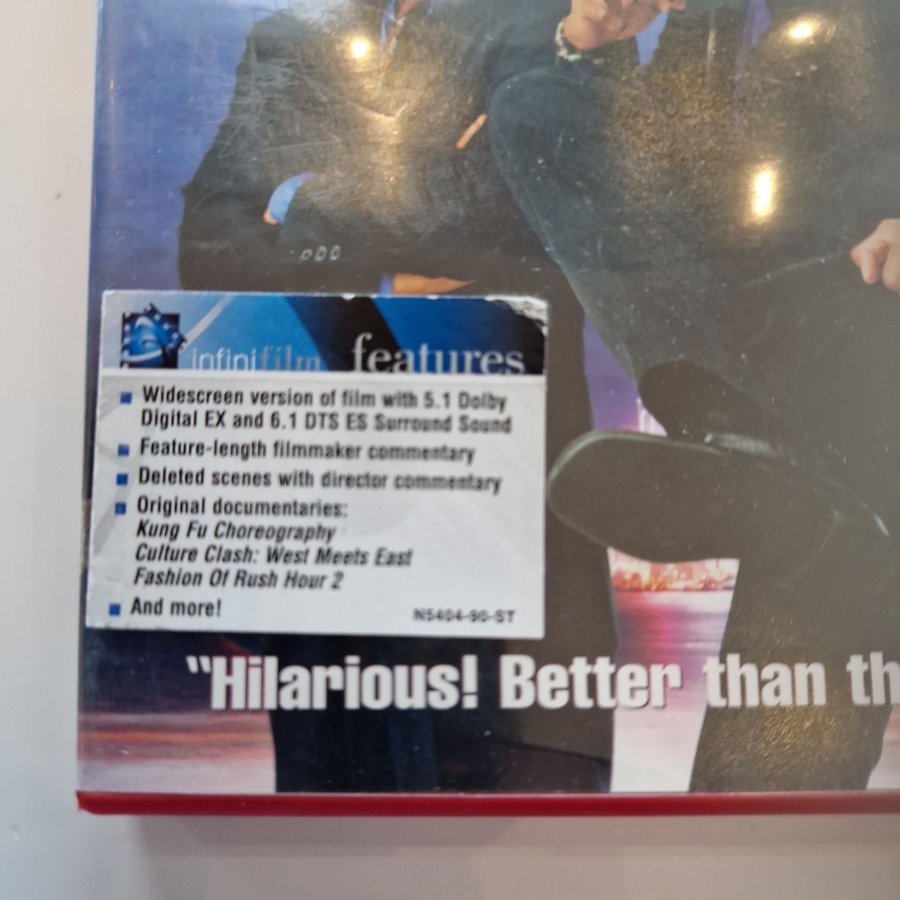 infinifilm features
Widescreen version of film with 5.1 Dolby
Digital EX and 6.1 DTS ES Surround Sound
Feature-length filmmaker commentary
Deleted scenes with director commentary
Original documentaries:
Kung Fu Choreography
Culture Clash: West Meets East
Fashion Of Rush Hour 2
And more!
N5404-90-ST
"Hilarious! Better than th